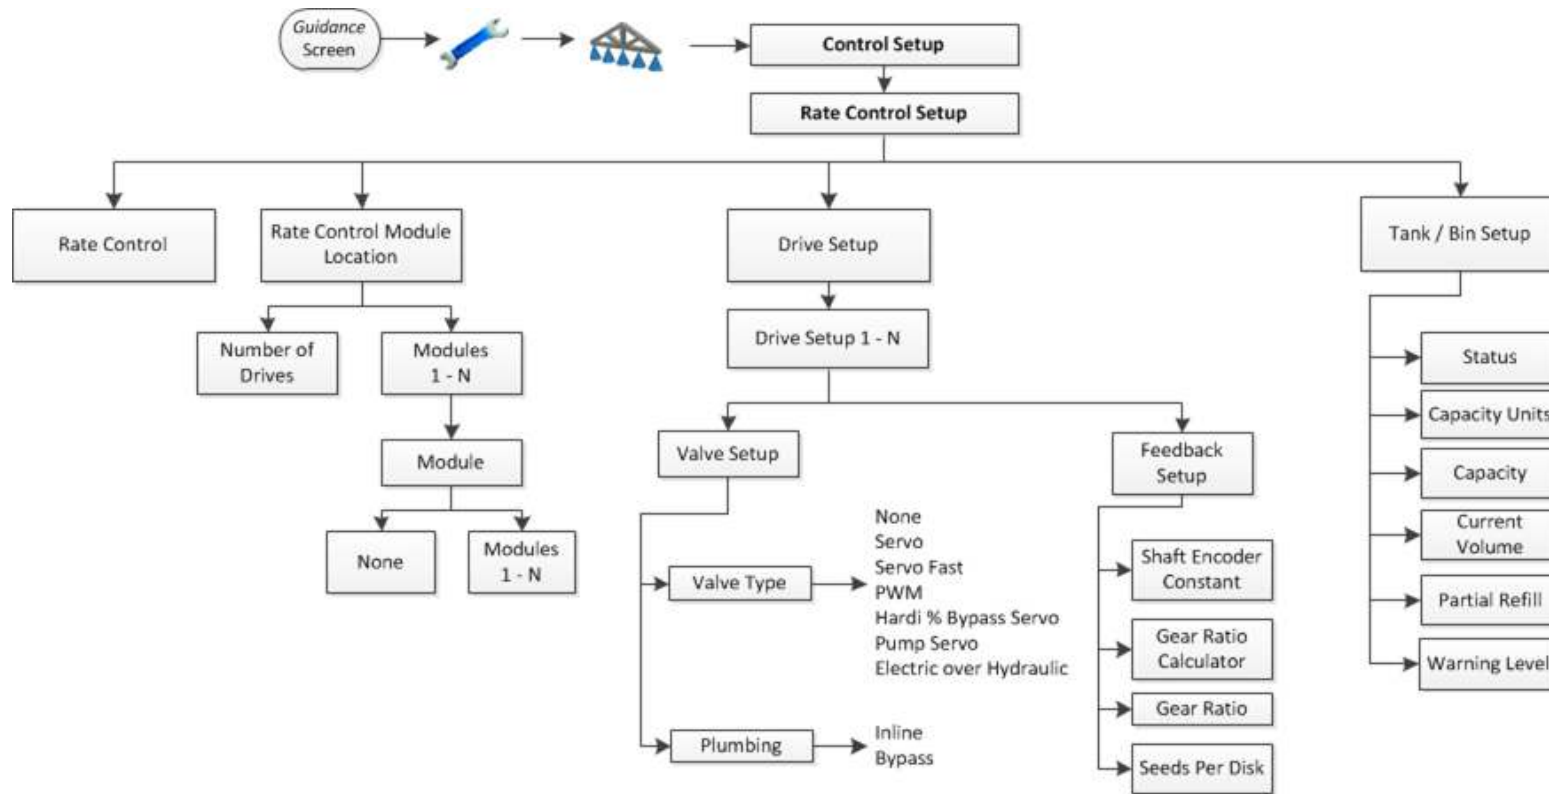 Guidance
Screen
Control Setup
Rate Control Setup
Rate Control
Rate Control Module
Location
Drive Setup
Tank / Bin Setup
Number of
Drives
Modules
1 - N
Drive Setup 1 - N
Status
Capacity Units
Module
Valve Setup
Feedback
Setup
Capacity
None
Modules
1 - N
None
Servo
Servo Fast
PWM
Hardi % Bypass Servo
Pump Servo
Electric over Hydraulic
Valve Type
Shaft Encoder
Constant
Current
Volume
Partial Refill
Gear Ratio
Calculator
Warning Level
Gear Ratio
Plumbing
Inline
Bypass
Seeds Per Disk